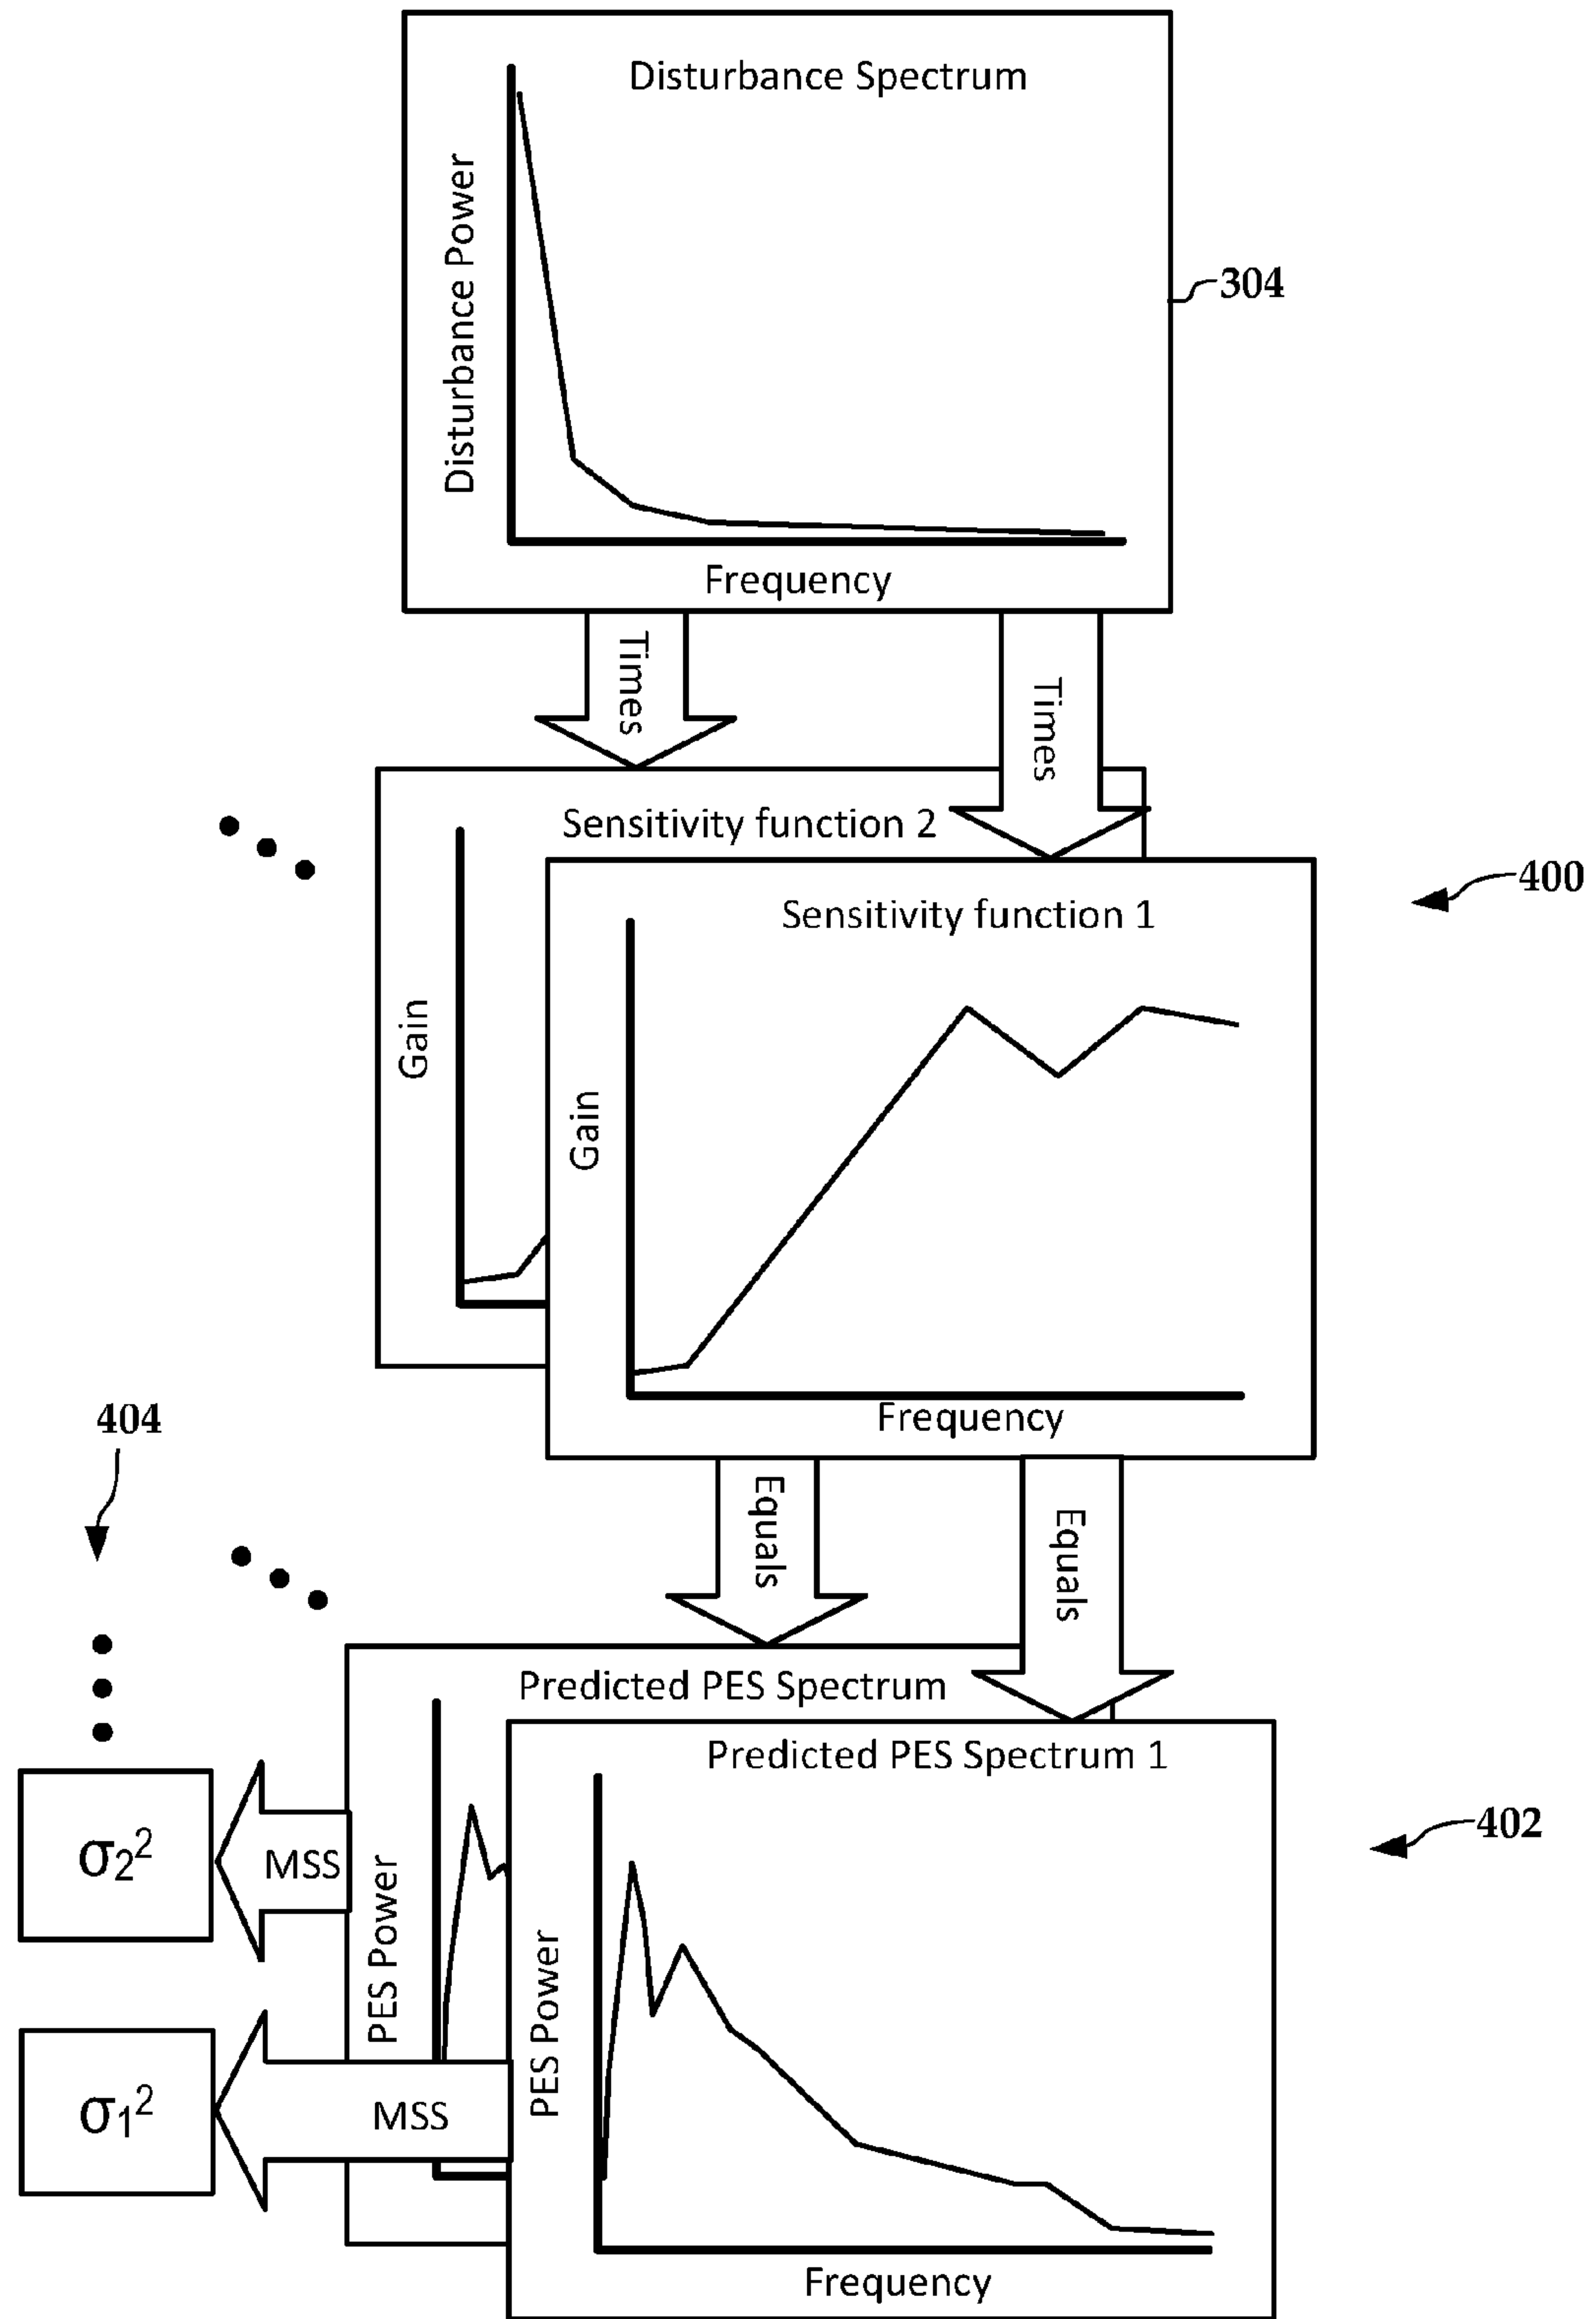 Disturbance Spectrum
Disturbance Power
304
Frequency
Times
Times
Sensitivity function 2
400
Sensitivity function 1
Gain
Gain
Frequency
404
Equals
Equals
Predicted PES Spectrum
Predicted PES Spectrum 1
402
σ₂²
MSS
PES Power
PES Power
σ₁²
MSS
Frequency